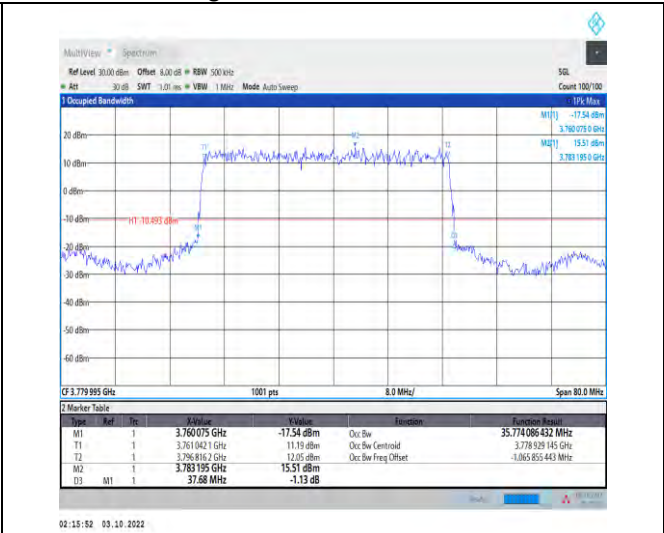 MultiView Spectrum
Ref Level 30.00 dBm Offset 8.00 dB RBW 500 kHz SGL
Att 30 dB SWT 1.01 ms VBW 1 MHz Mode Auto Sweep Count 100/100
1 Occupied Bandwidth 1Pk Max
M1[1] -17.54 dBm
3.760 075 0 GHz
20 dBm M2 M2[1] 15.51 dBm
T1 T2 3.783 195 0 GHz
10 dBm
0 dBm
-10 dBm H1 -10.493 dBm
M1
-20 dBm D3
-30 dBm
-40 dBm
-50 dBm
-60 dBm
CF 3.779 995 GHz 1001 pts 8.0 MHz/ Span 80.0 MHz
2 Marker Table
Type Ref Trc X-Value Y-Value Function Function Result
M1 1 3.760 075 GHz -17.54 dBm Occ Bw 35.774 086 432 MHz
T1 1 3.761 042 1 GHz 11.19 dBm Occ Bw Centroid 3.778 929 145 GHz
T2 1 3.796 816 2 GHz 12.05 dBm Occ Bw Freq Offset -1.065 855 443 MHz
M2 1 3.783 195 GHz 15.51 dBm
D3 M1 1 37.68 MHz -1.13 dB
02:15:52 03.10.2022